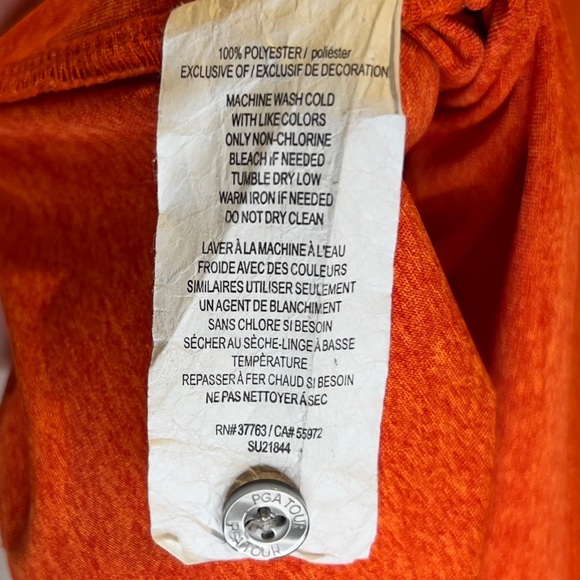 100% POLYESTER / poliéster
EXCLUSIVE OF / EXCLUSIF DE DECORATION
MACHINE WASH COLD
WITH LIKE COLORS
ONLY NON-CHLORINE
BLEACH IF NEEDED
TUMBLE DRY LOW
WARM IRON IF NEEDED
DO NOT DRY CLEAN
LAVER À LA MACHINE À L'EAU
FROIDE AVEC DES COULEURS
SIMILAIRES UTILISER SEULEMENT
UN AGENT DE BLANCHIMENT
SANS CHLORE SI BESOIN
SÉCHER AU SÈCHE-LINGE À BASSE
TEMPÈRATURE
REPASSER À FER CHAUD SI BESOIN
NE PAS NETTOYER À SEC
RN# 37763 / CA# 55972
SU21844
PGA TOUR
PGA TOUR